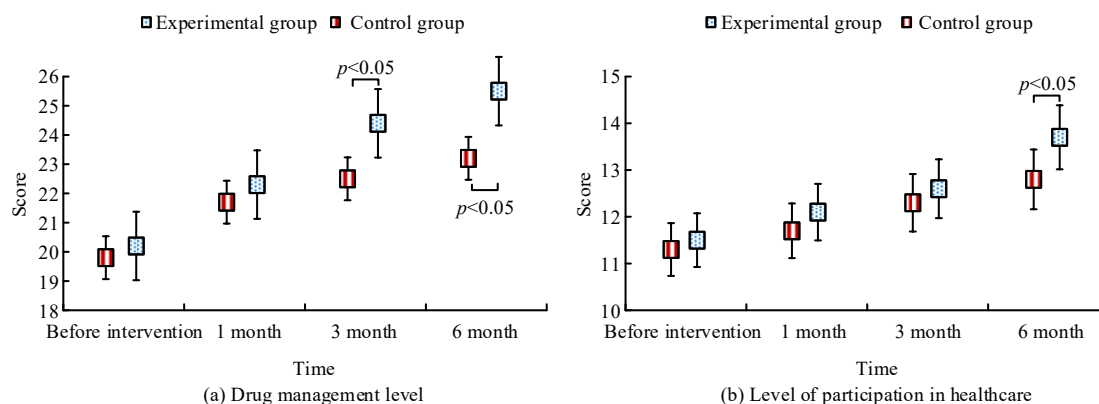 Experimental group Control group
p<0.05
26
25
24
23
22
21
20
19
18
Score
p<0.05
Before intervention 1 month 3 month 6 month
Time
(a) Drug management level
Experimental group Control group
15
14
13
12
11
10
Score
p<0.05
Before intervention 1 month 3 month 6 month
Time
(b) Level of participation in healthcare